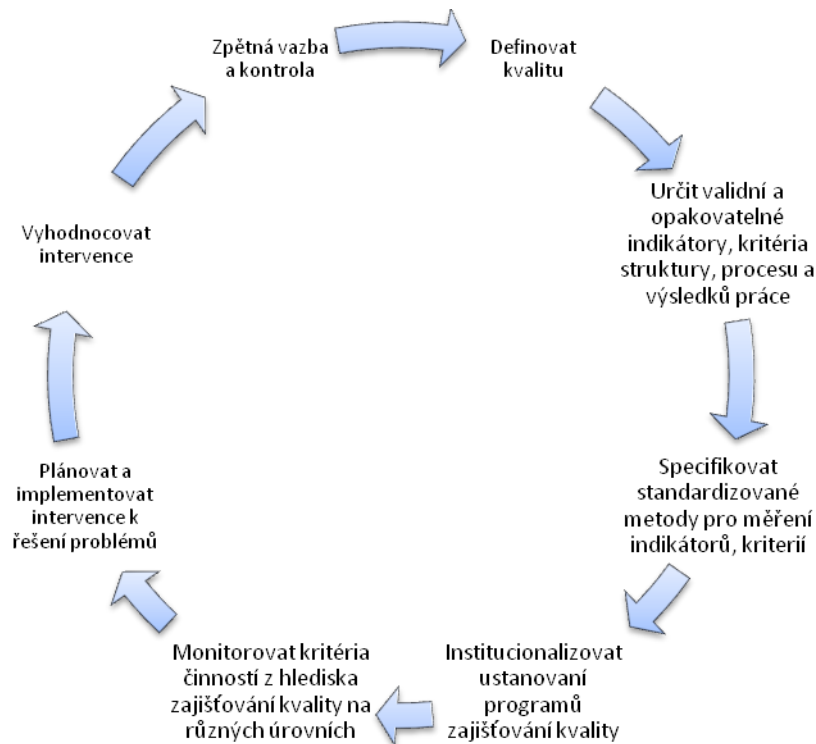 Zpětná vazba
a kontrola
Definovat
kvalitu
Určit validní a
opakovatelné
indikátory, kritéria
struktury, procesu a
výsledků práce
Specifikovat
standardizované
metody pro měření
indikátorů, kriterií
Institucionalizovat
ustanovaní
programů
zajišťování kvality
Monitorovat kritéria
činností z hlediska
zajišťování kvality na
různých úrovních
Plánovat a
implementovat
intervence k
řešení problémů
Vyhodnocovat
intervence